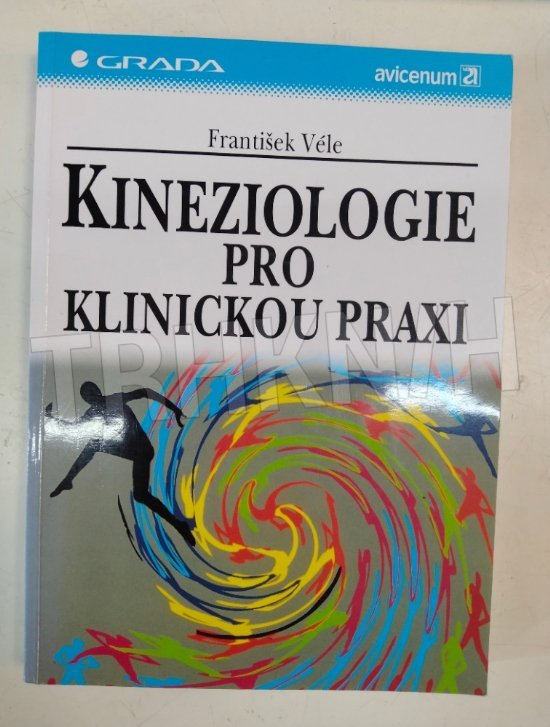 GRADA
avicenum
František Véle
KINEZIOLOGIE
PRO
KLINICKOU PRAXI
TRHKNIH